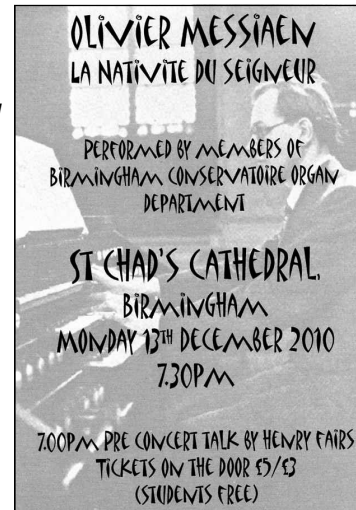 OLIVIER MESSIAEN
LA NATIVITE DU SEIGNEUR
PERFORMED BY MEMBERS OF
BIRMINGHAM CONSERVATOIRE ORGAN
DEPARTMENT
ST CHAD'S CATHEDRAL,
BIRMINGHAM
MONDAY 13TH DECEMBER 2010
7.30PM
7.00PM PRE CONCERT TALK BY HENRY FAIRS
TICKETS ON THE DOOR £5/£3
(STUDENTS FREE)